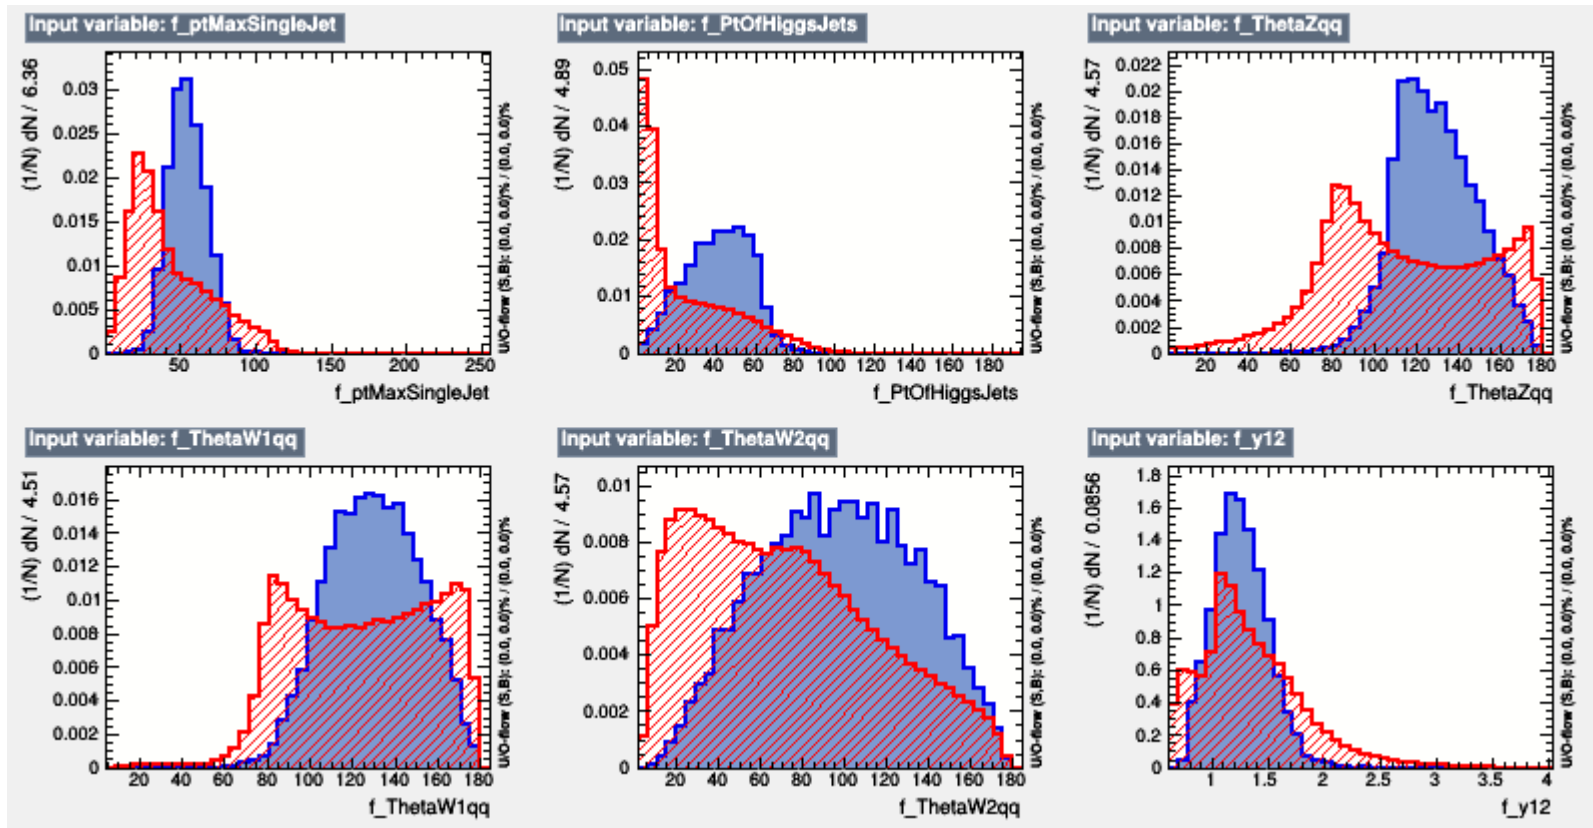 Input variable: f_ptMaxSingleJet
(1/N) dN / 6.36
0.03
0.025
0.02
0.015
0.01
0.005
0
50 100 150 200 250
f_ptMaxSingleJet
U/O-flow (S,B): (0.0, 0.0)% / (0.0, 0.0)%
Input variable: f_PtOfHiggsJets
(1/N) dN / 4.89
0.05
0.04
0.03
0.02
0.01
0
20 40 60 80 100 120 140 160 180
f_PtOfHiggsJets
U/O-flow (S,B): (0.0, 0.0)% / (0.0, 0.0)%
Input variable: f_ThetaZqq
(1/N) dN / 4.57
0.022
0.02
0.018
0.016
0.014
0.012
0.01
0.008
0.006
0.004
0.002
0
20 40 60 80 100 120 140 160 180
f_ThetaZqq
U/O-flow (S,B): (0.0, 0.0)% / (0.0, 0.0)%
Input variable: f_ThetaW1qq
(1/N) dN / 4.51
0.016
0.014
0.012
0.01
0.008
0.006
0.004
0.002
0
20 40 60 80 100 120 140 160 180
f_ThetaW1qq
U/O-flow (S,B): (0.0, 0.0)% / (0.0, 0.0)%
Input variable: f_ThetaW2qq
(1/N) dN / 4.57
0.01
0.008
0.006
0.004
0.002
0
20 40 60 80 100 120 140 160 180
f_ThetaW2qq
U/O-flow (S,B): (0.0, 0.0)% / (0.0, 0.0)%
Input variable: f_y12
(1/N) dN / 0.0856
1.8
1.6
1.4
1.2
1
0.8
0.6
0.4
0.2
0
1 1.5 2 2.5 3 3.5 4
f_y12
U/O-flow (S,B): (0.0, 0.0)% / (0.0, 0.0)%